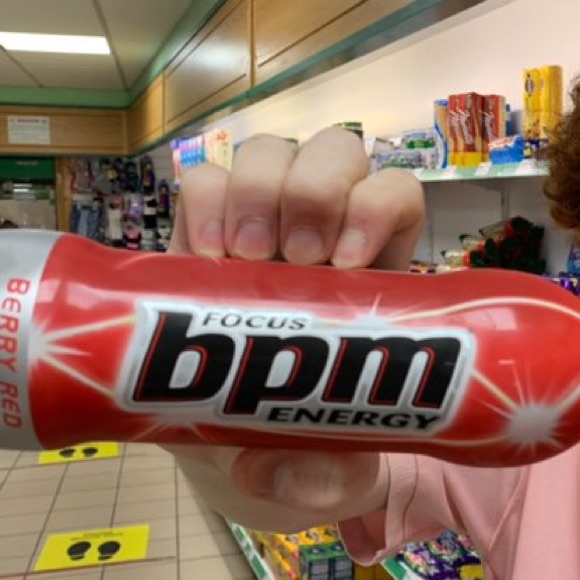 BERRY RED
FOCUS
bpm
ENERGY